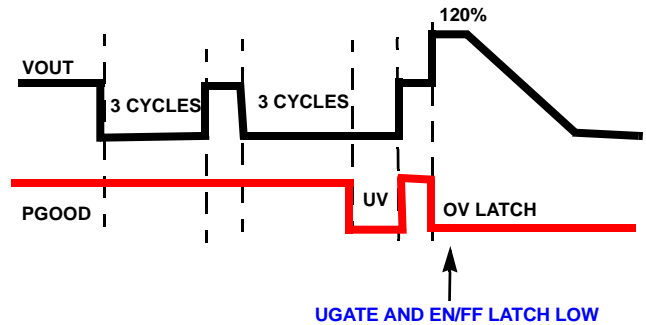 120%
VOUT
3 CYCLES
3 CYCLES
UV
PGOOD
OV LATCH
UGATE AND EN/FF LATCH LOW